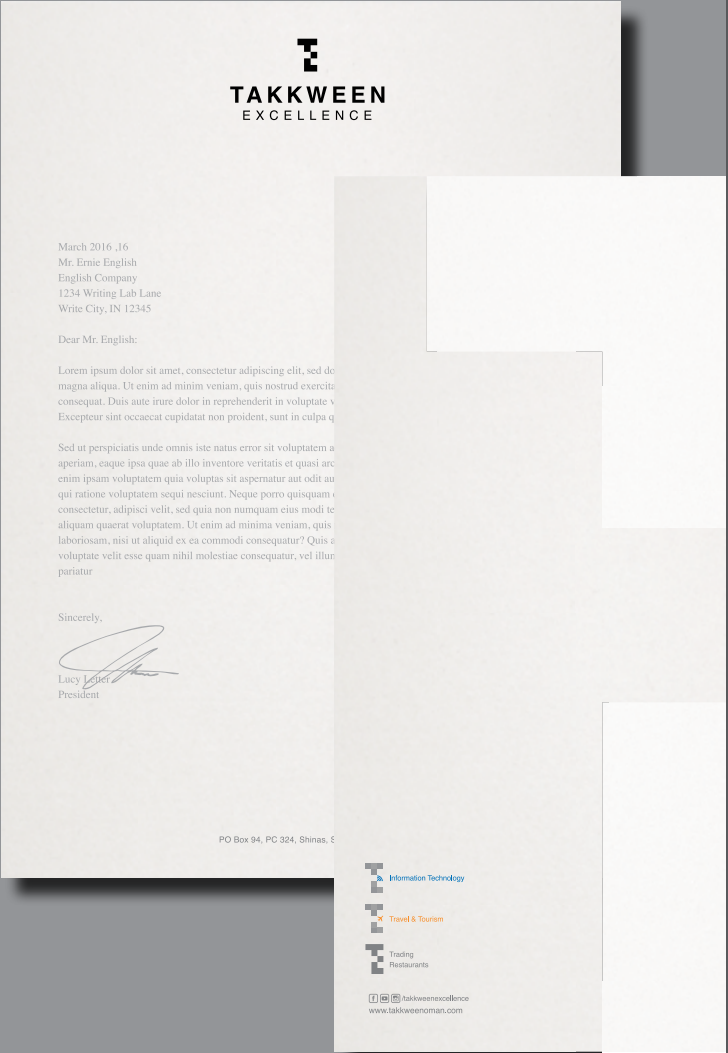 TAKKWEEN
EXCELLENCE
March 2016 ,16
Mr. Ernie English
English Company
1234 Writing Lab Lane
Write City, IN 12345
Dear Mr. English:
Lorem ipsum dolor sit amet, consectetur adipiscing elit, sed do
magna aliqua. Ut enim ad minim veniam, quis nostrud exercita
consequat. Duis aute irure dolor in reprehenderit in voluptate v
Excepteur sint occaecat cupidatat non proident, sunt in culpa q
Sed ut perspiciatis unde omnis iste natus error sit voluptatem a
aperiam, eaque ipsa quae ab illo inventore veritatis et quasi arc
enim ipsam voluptatem quia voluptas sit aspernatur aut odit au
qui ratione voluptatem sequi nesciunt. Neque porro quisquam
consectetur, adipisci velit, sed quia non numquam eius modi te
aliquam quaerat voluptatem. Ut enim ad minima veniam, quis
laboriosam, nisi ut aliquid ex ea commodi consequatur? Quis a
voluptate velit esse quam nihil molestiae consequatur, vel illum
pariatur
Sincerely,
Lucy Letter
President
PO Box 94, PC 324, Shinas, S
Information Technology
Travel & Tourism
Trading
Restaurants
/takkweenexcellence
www.takkweenoman.com